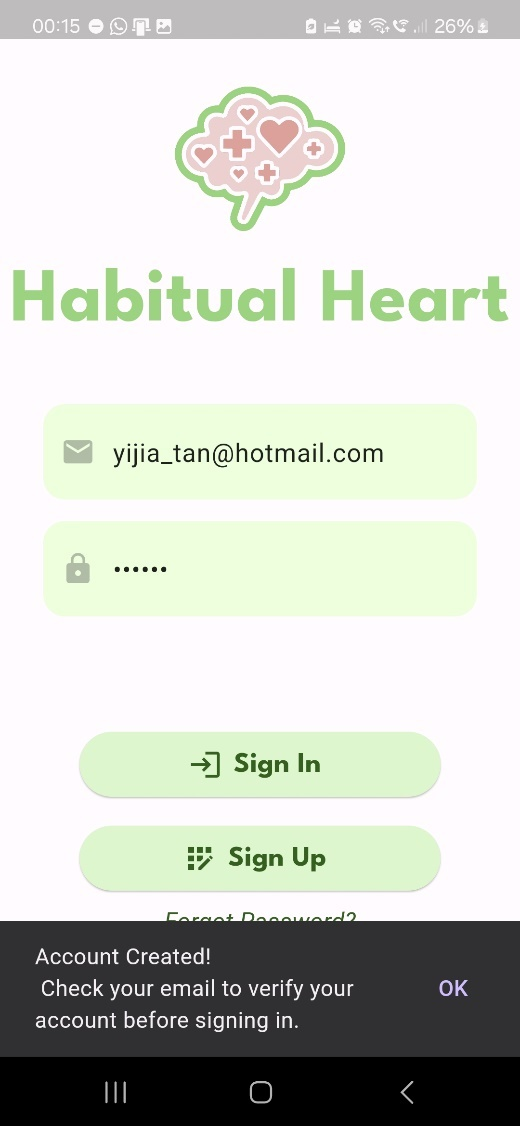 00:15
26%
Habitual Heart
yijia_tan@hotmail.com
••••••
Sign In
Sign Up
Forgot Password?
Account Created!
Check your email to verify your
account before signing in.
OK